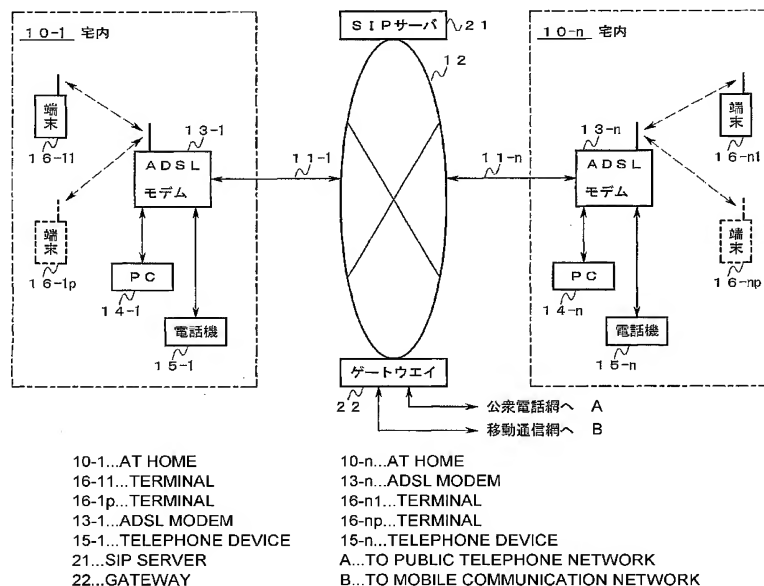 SIPサーバ
21
10-1 宅内
12
10-n 宅内
端末
16-11
13-1
ADSL
モデム
11-1
11-n
13-n
ADSL
モデム
端末
16-n1
端末
16-1p
PC
14-1
電話機
15-1
PC
14-n
電話機
15-n
端末
16-np
ゲートウエイ
22
公衆電話網へ A
移動通信網へ B
10-1...AT HOME
16-11...TERMINAL
16-1p...TERMINAL
13-1...ADSL MODEM
15-1...TELEPHONE DEVICE
21...SIP SERVER
22...GATEWAY
10-n...AT HOME
13-n...ADSL MODEM
16-n1...TERMINAL
16-np...TERMINAL
15-n...TELEPHONE DEVICE
A...TO PUBLIC TELEPHONE NETWORK
B...TO MOBILE COMMUNICATION NETWORK